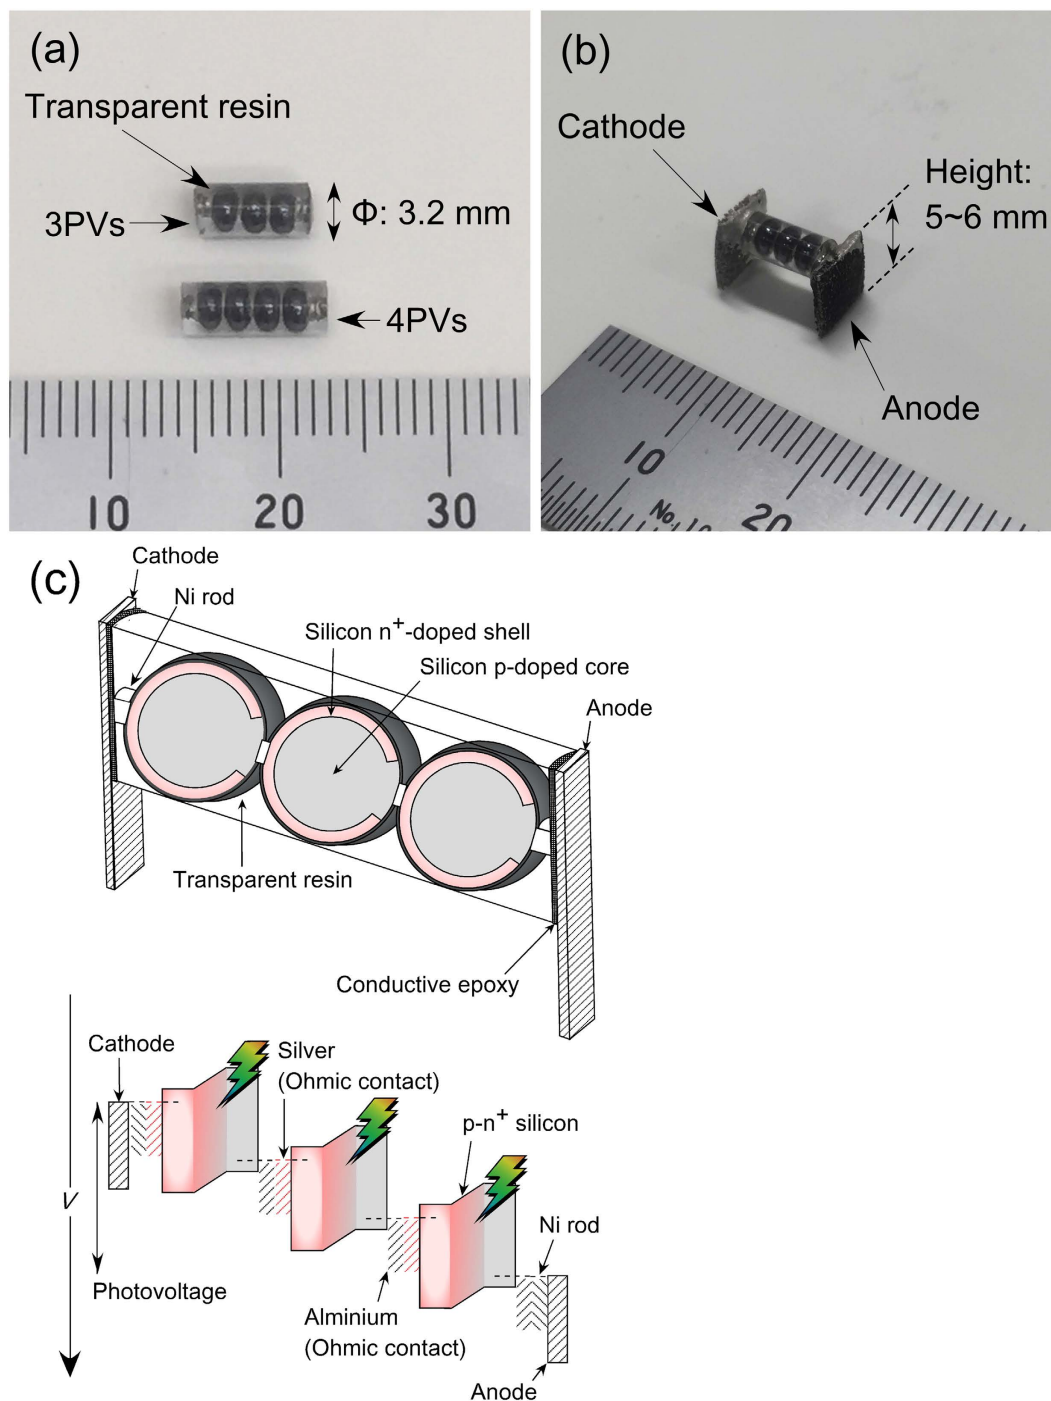 (a)
Transparent resin
3PVs
Φ: 3.2 mm
4PVs
10
20
30
(b)
Cathode
Height:
5~6 mm
Anode
10
No.
20
(c)
Cathode
Ni rod
Silicon n+-doped shell
Silicon p-doped core
Anode
Transparent resin
Conductive epoxy
Cathode
Silver
(Ohmic contact)
p-n+ silicon
V
Ni rod
Photovoltage
Alminium
(Ohmic contact)
Anode